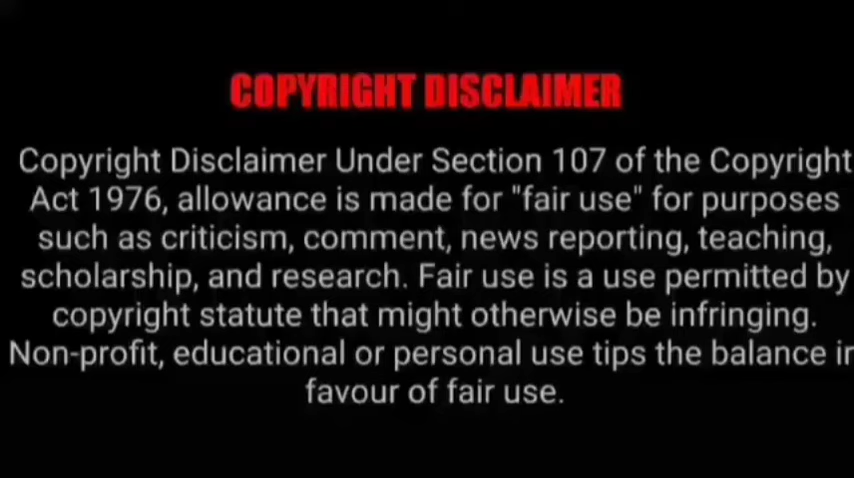 COPYRIGHT DISCLAIMER
Copyright Disclaimer Under Section 107 of the Copyright
Act 1976, allowance is made for "fair use" for purposes
such as criticism, comment, news reporting, teaching,
scholarship, and research. Fair use is a use permitted by
copyright statute that might otherwise be infringing.
Non-profit, educational or personal use tips the balance in
favour of fair use.